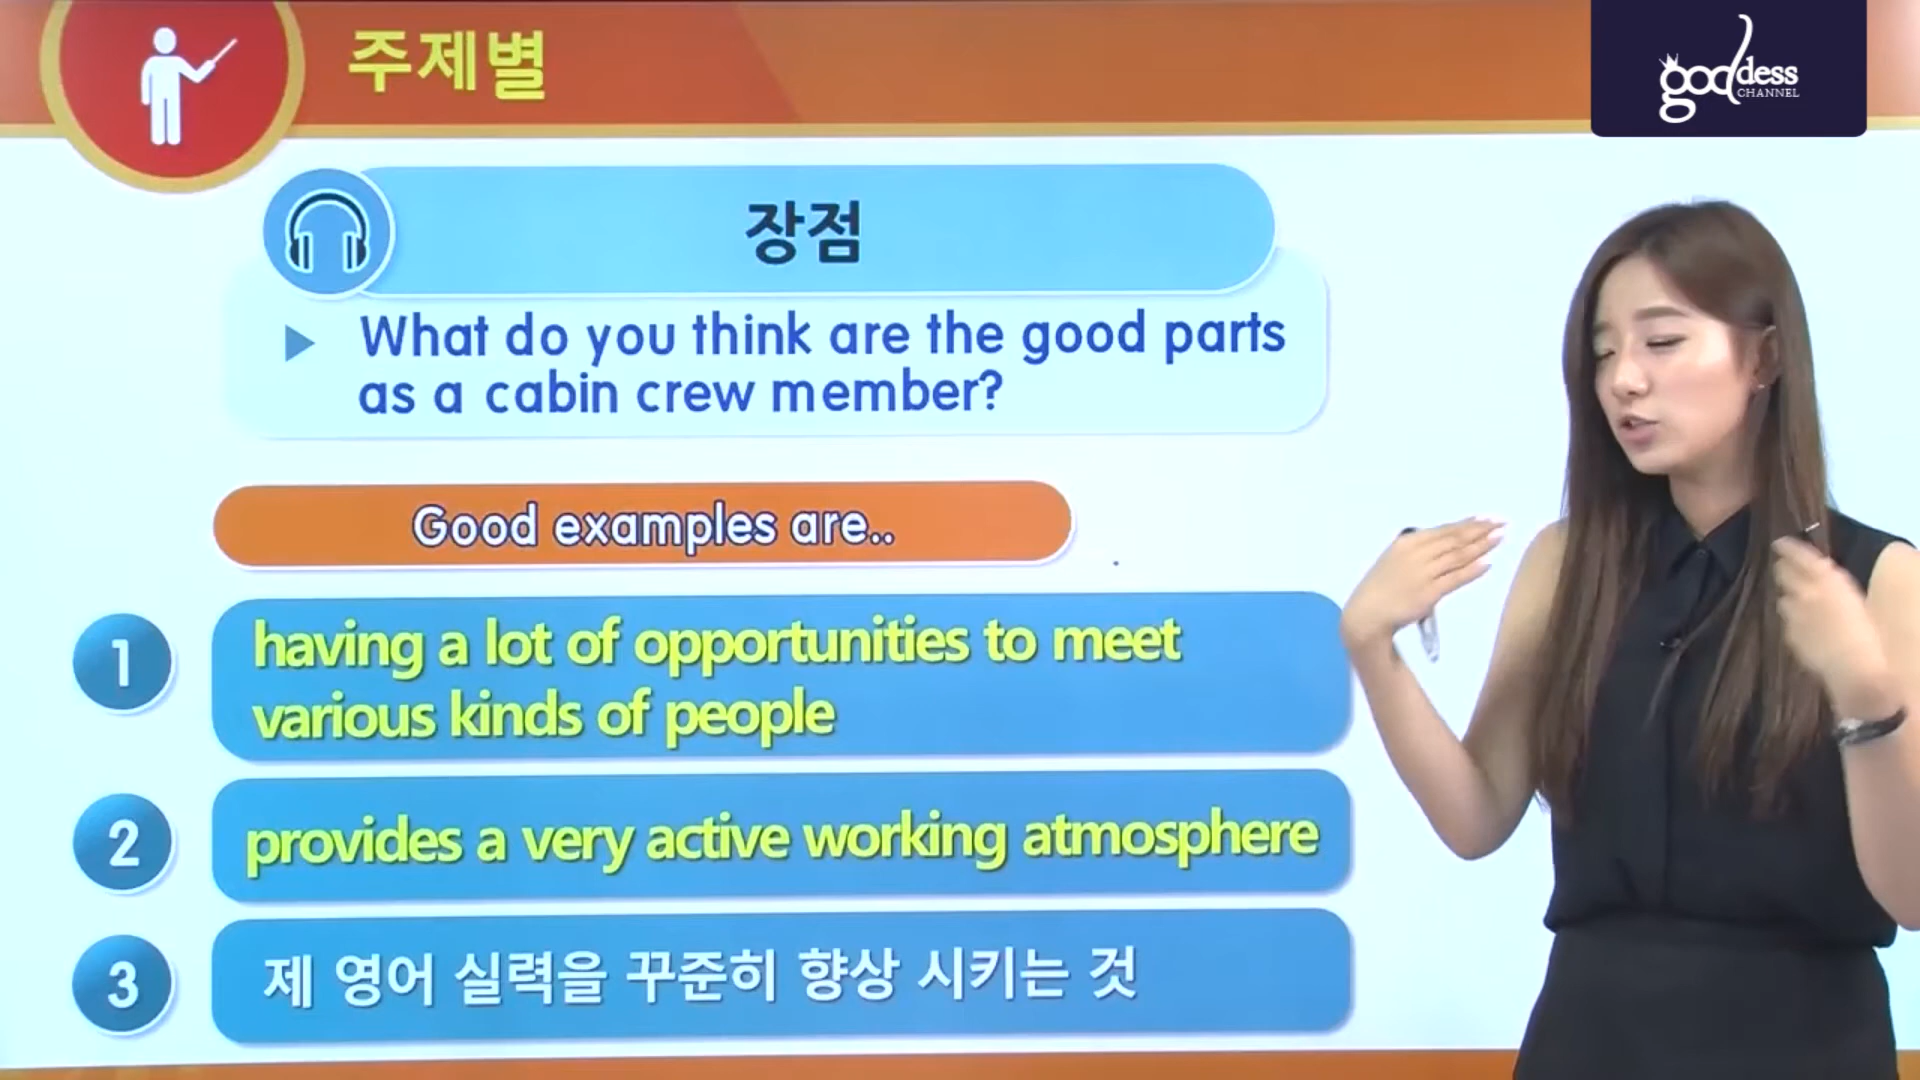 주제별
goddess
CHANNEL
장점
What do you think are the good parts
as a cabin crew member?
Good examples are..
1
having a lot of opportunities to meet
various kinds of people
2
provides a very active working atmosphere
3
제 영어 실력을 꾸준히 향상 시키는 것